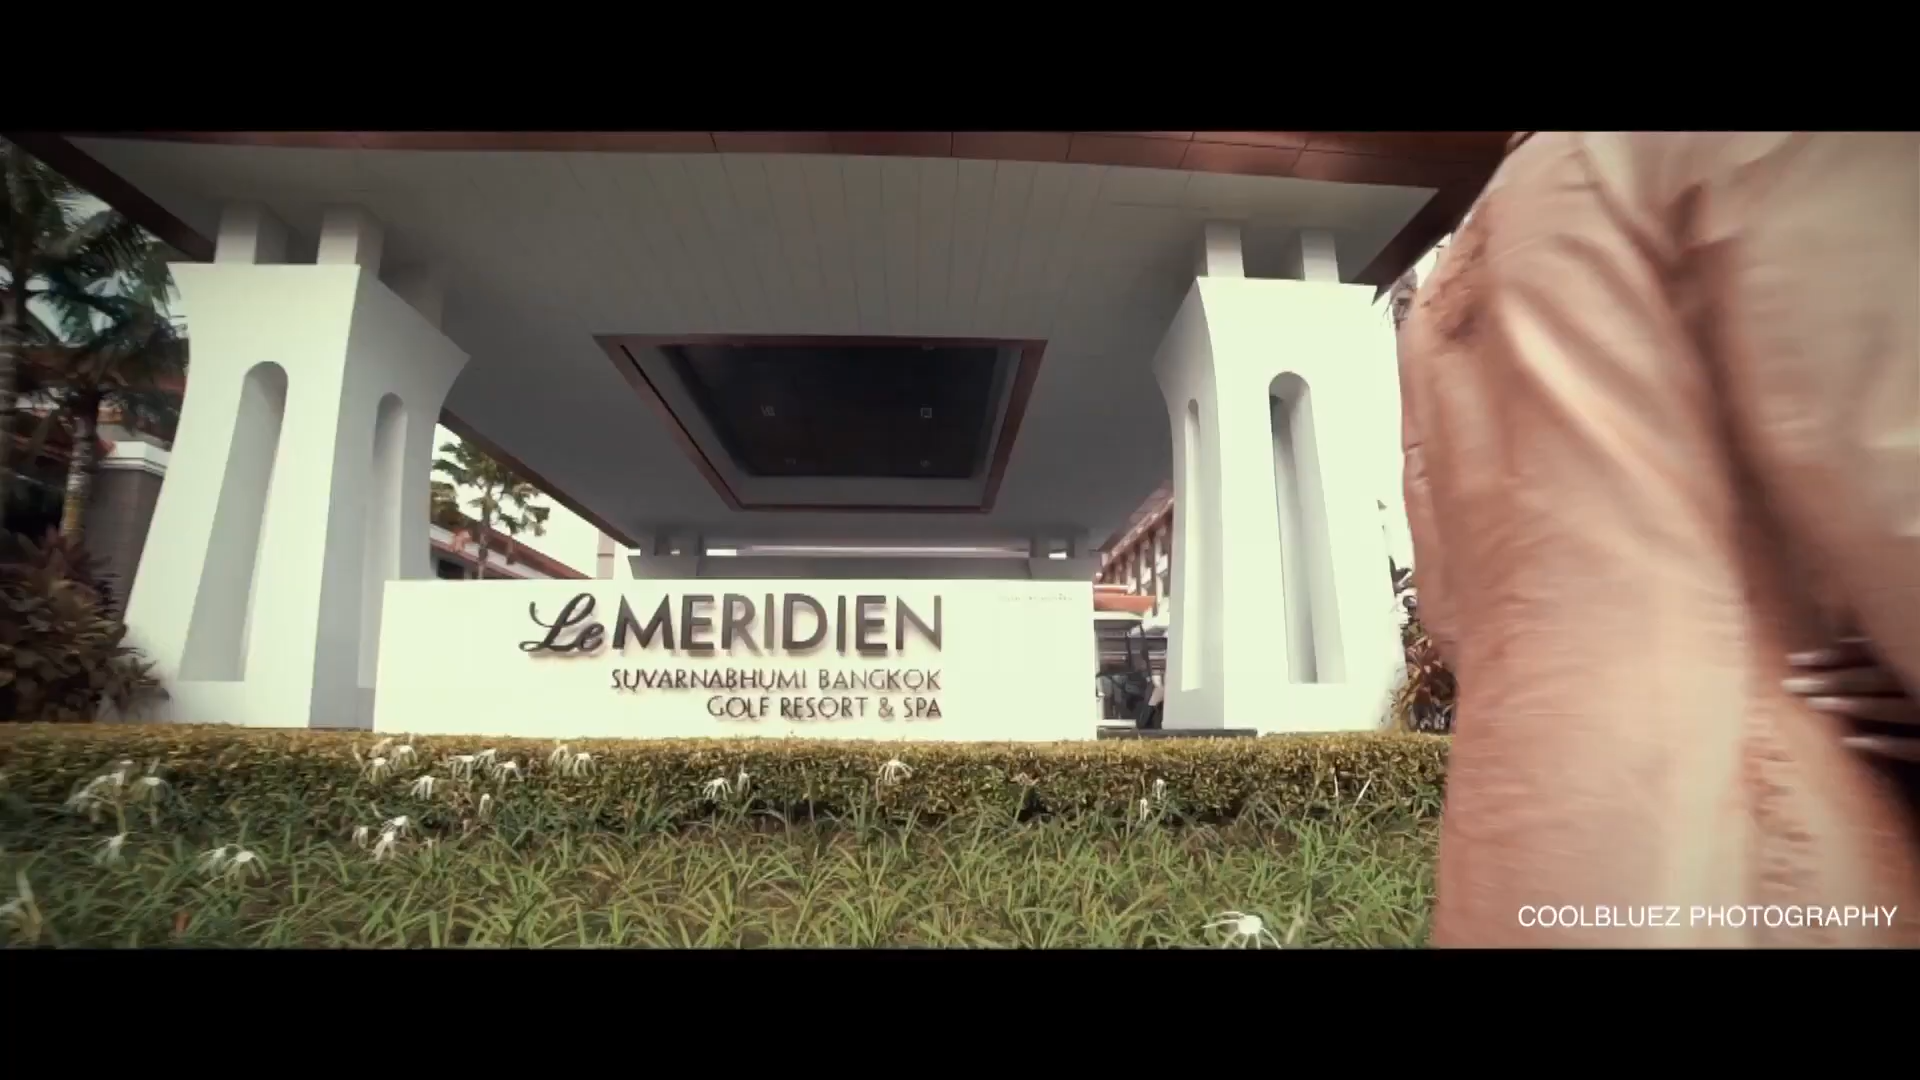 Le MERIDIEN
SUVARNABHUMI BANGKOK
GOLF RESORT & SPA
COOLBLUEZ PHOTOGRAPHY